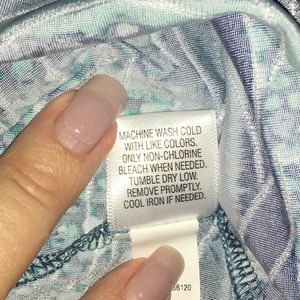 MACHINE WASH COLD
WITH LIKE COLORS.
ONLY NON-CHLORINE
BLEACH WHEN NEEDED.
TUMBLE DRY LOW.
REMOVE PROMPTLY.
COOL IRON IF NEEDED.